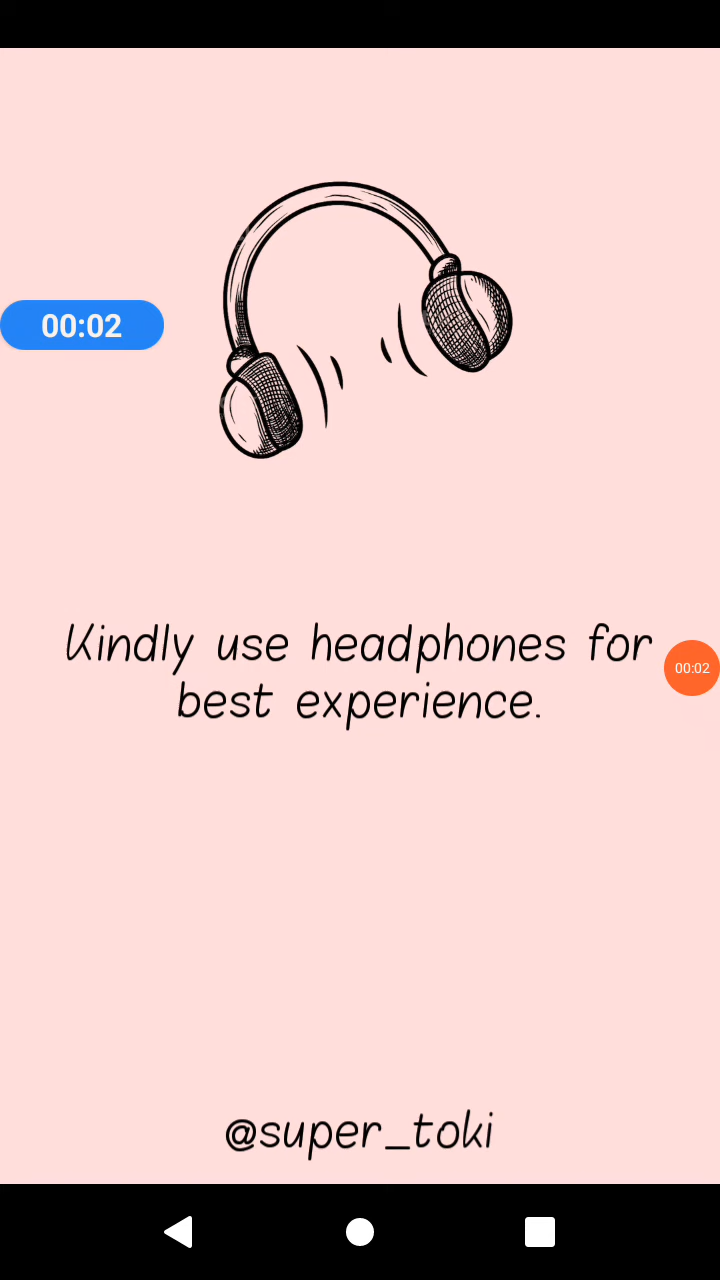 00:02
Kindly use headphones for
00:02
best experience.
@super_toki